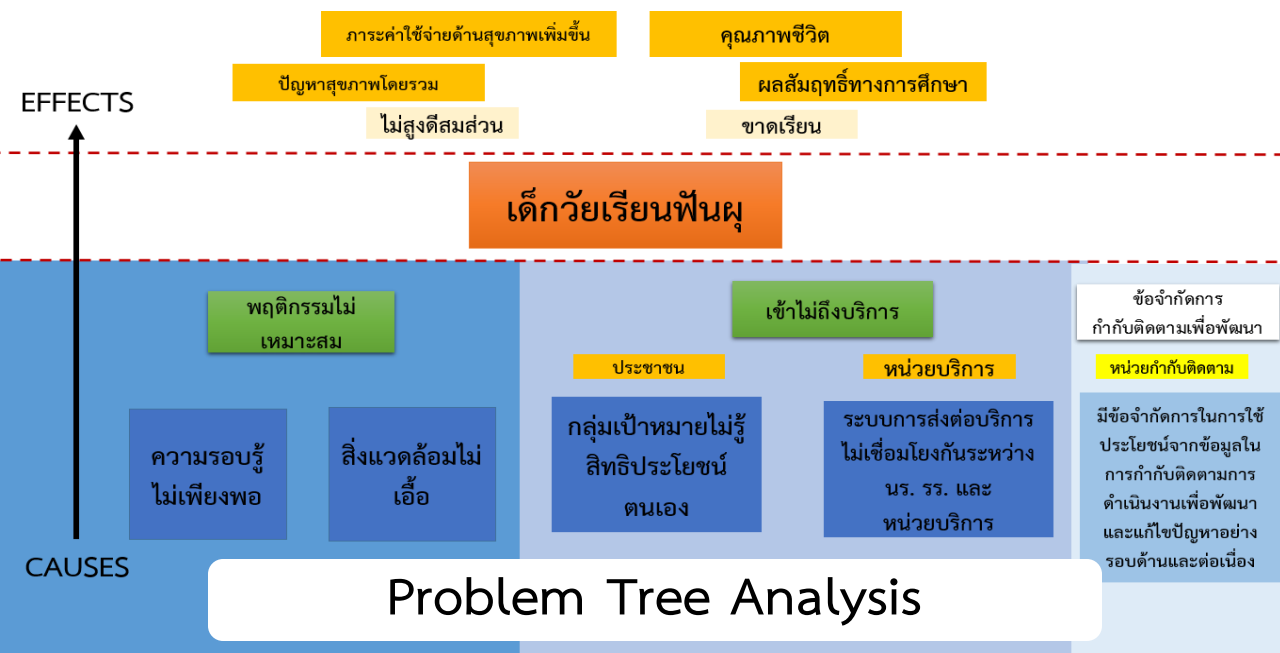 ภาระค่าใช้จ่ายด้านสุขภาพเพิ่มขึ้น
คุณภาพชีวิต
ปัญหาสุขภาพโดยรวม
ผลสัมฤทธิ์ทางการศึกษา
EFFECTS
ไม่สูงดีสมส่วน
ขาดเรียน
เด็กวัยเรียนฟันผุ
พฤติกรรมไม่
เหมาะสม
เข้าไม่ถึงบริการ
ข้อจำกัดการ
กำกับติดตามเพื่อพัฒนา
ประชาชน
หน่วยบริการ
หน่วยกำกับติดตาม
ความรอบรู้
ไม่เพียงพอ
สิ่งแวดล้อมไม่
เอื้อ
กลุ่มเป้าหมายไม่รู้
สิทธิประโยชน์
ตนเอง
ระบบการส่งต่อบริการ
ไม่เชื่อมโยงกันระหว่าง
นร. รร. และ
หน่วยบริการ
มีข้อจำกัดการในการใช้
ประโยชน์จากข้อมูลใน
การกำกับติดตามการ
ดำเนินงานเพื่อพัฒนา
และแก้ไขปัญหาอย่าง
รอบด้านและต่อเนื่อง
CAUSES
Problem Tree Analysis